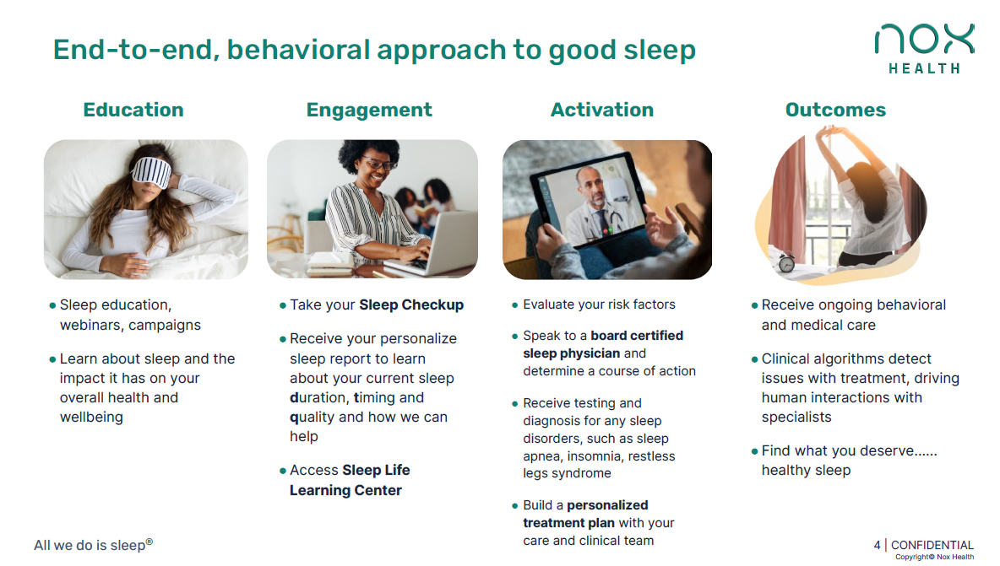 End-to-end, behavioral approach to good sleep
nox
HEALTH
Education
Engagement
Activation
Outcomes
• Sleep education,
webinars, campaigns
• Learn about sleep and the
impact it has on your
overall health and
wellbeing
• Take your Sleep Checkup
• Receive your personalize
sleep report to learn
about your current sleep
duration, timing and
quality and how we can
help
• Access Sleep Life
Learning Center
• Evaluate your risk factors
• Speak to a board certified
sleep physician and
determine a course of action
• Receive testing and
diagnosis for any sleep
disorders, such as sleep
apnea, insomnia, restless
legs syndrome
• Build a personalized
treatment plan with your
care and clinical team
• Receive ongoing behavioral
and medical care
• Clinical algorithms detect
issues with treatment, driving
human interactions with
specialists
• Find what you deserve......
healthy sleep
All we do is sleep®
4 | CONFIDENTIAL
Copyright© Nox Health